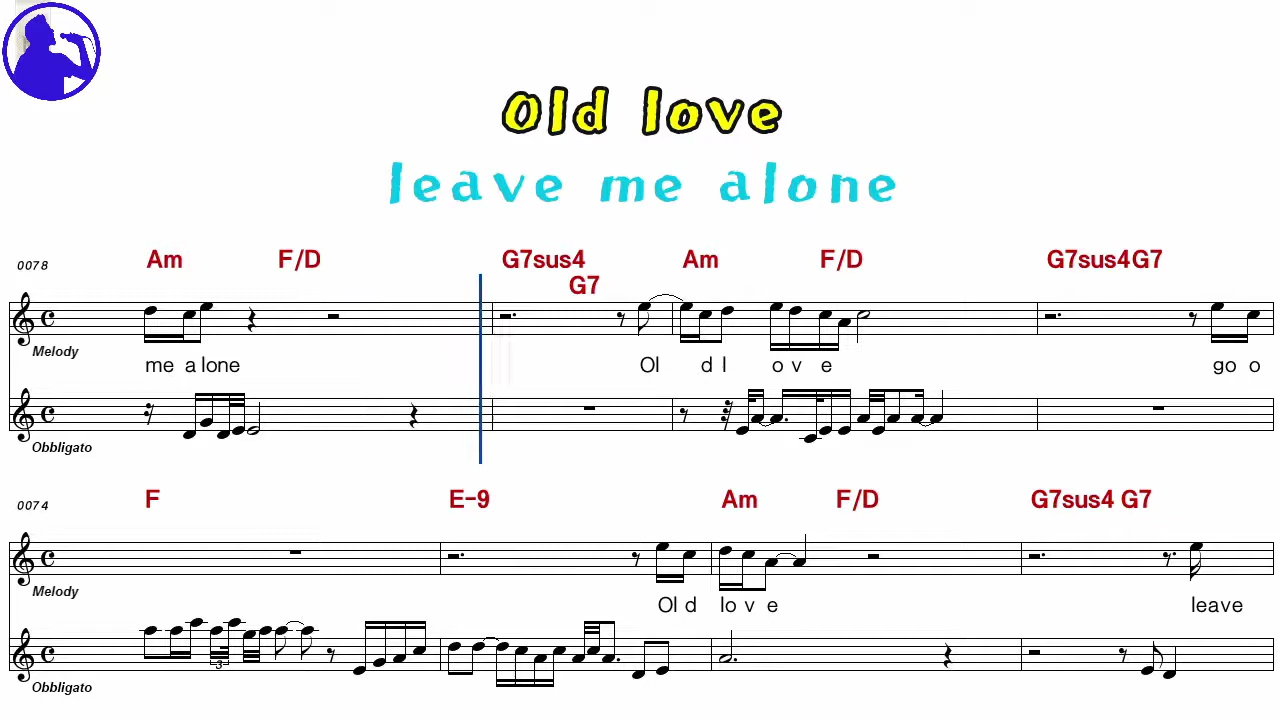 Old love
leave me alone
0078 Am F/D G7sus4 Am F/D G7sus4G7
G7
Melody
me a lone Ol d l o v e go o
Obbligato
0074 F E-9 Am F/D G7sus4 G7
Melody
Ol d lo v e leave
3
Obbligato